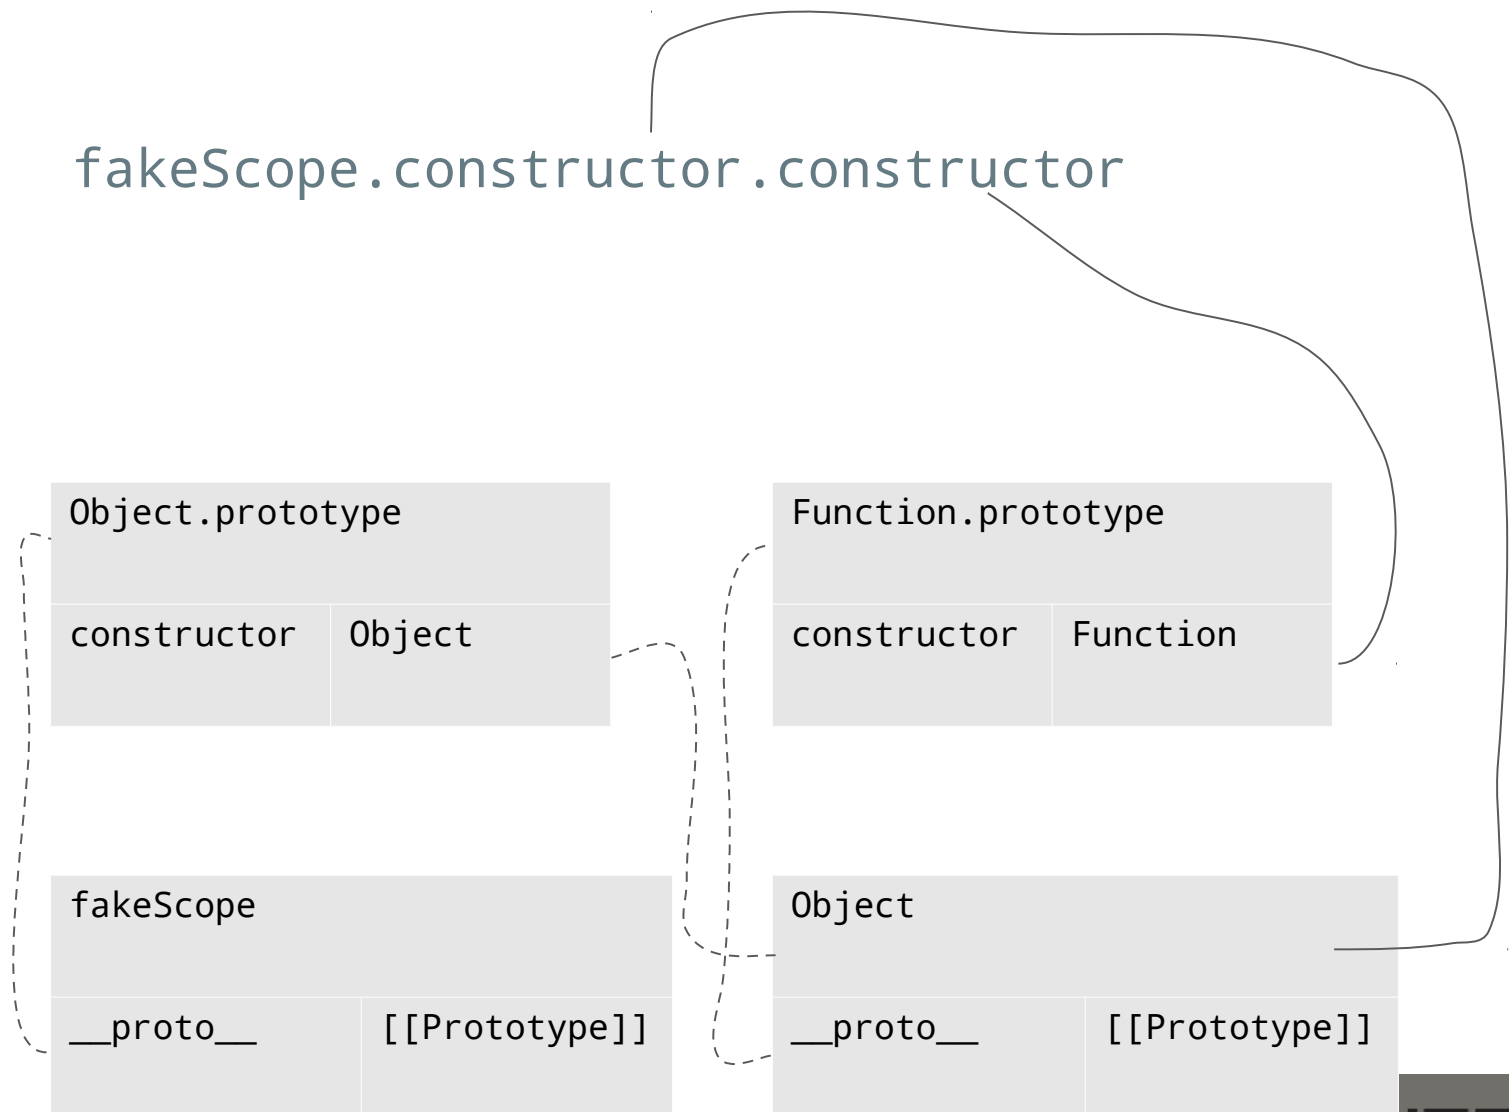 fakeScope.constructor.constructor
Object.prototype
constructor Object
Function.prototype
constructor Function
fakeScope
__proto__ [[Prototype]]
Object
__proto__ [[Prototype]]